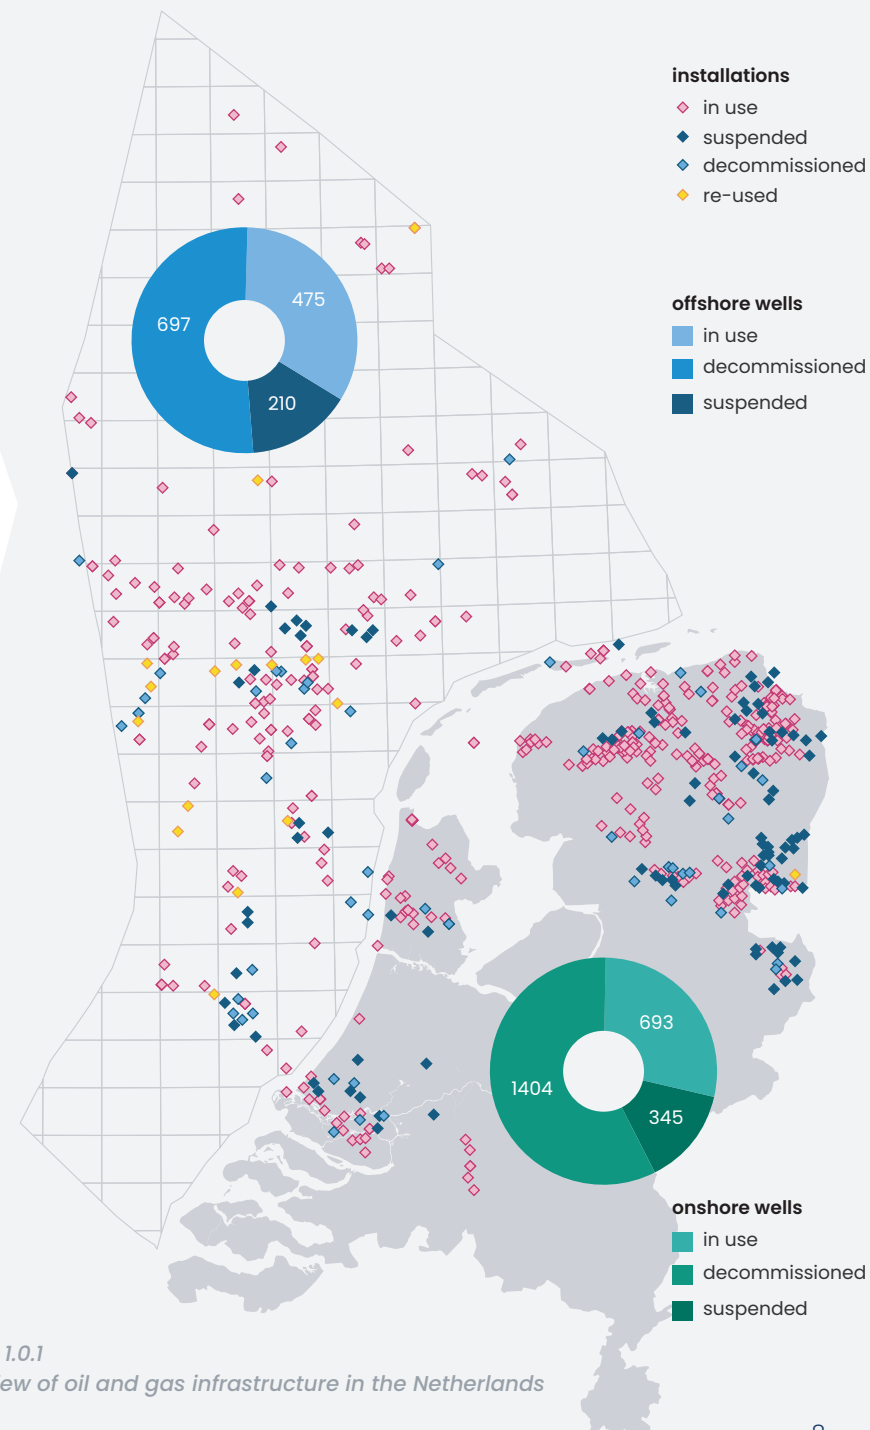 installations
in use
suspended
decommissioned
re-used
offshore wells
in use
decommissioned
suspended
475
697
210
693
1404
345
onshore wells
in use
decommissioned
suspended
1.0.1
of oil and gas infrastructure in the Netherlands